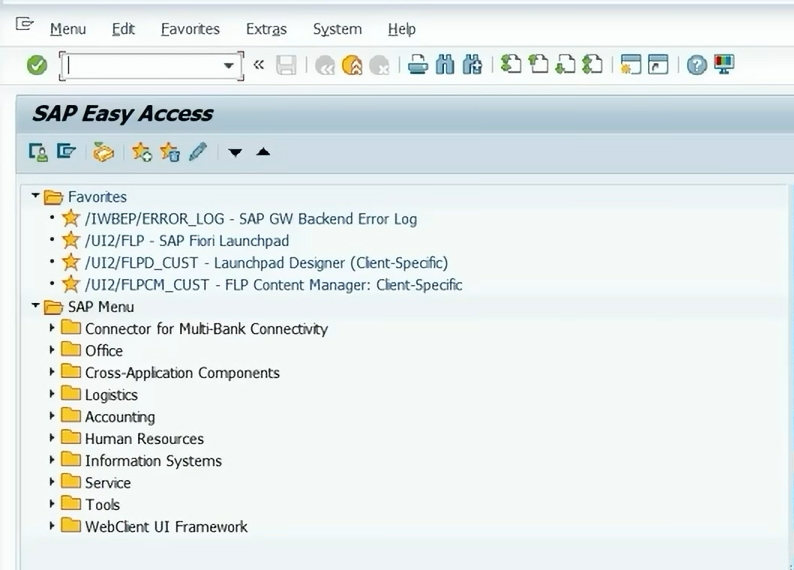 Menu Edit Favorites Extras System Help
SAP Easy Access
Favorites
/IWBEP/ERROR_LOG - SAP GW Backend Error Log
/UI2/FLP - SAP Fiori Launchpad
/UI2/FLPD_CUST - Launchpad Designer (Client-Specific)
/UI2/FLPCM_CUST - FLP Content Manager: Client-Specific
SAP Menu
Connector for Multi-Bank Connectivity
Office
Cross-Application Components
Logistics
Accounting
Human Resources
Information Systems
Service
Tools
WebClient UI Framework